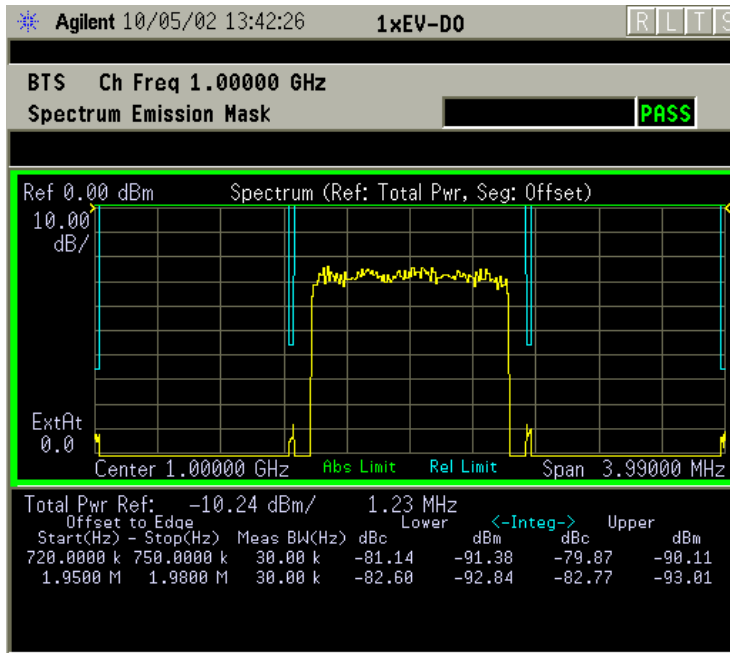 Agilent 10/05/02 13:42:26 1xEV-DO R L T S
BTS Ch Freq 1.00000 GHz
Spectrum Emission Mask PASS
Ref 0.00 dBm Spectrum (Ref: Total Pwr, Seg: Offset)
10.00
dB/
ExtAt
0.0
Center 1.00000 GHz Abs Limit Rel Limit Span 3.99000 MHz
Total Pwr Ref: -10.24 dBm/ 1.23 MHz
Offset to Edge Lower <-Integ-> Upper
Start(Hz) - Stop(Hz) Meas BW(Hz) dBc dBm dBc dBm
720.0000 k 750.0000 k 30.00 k -81.14 -91.38 -79.87 -90.11
1.9500 M 1.9800 M 30.00 k -82.60 -92.84 -82.77 -93.01